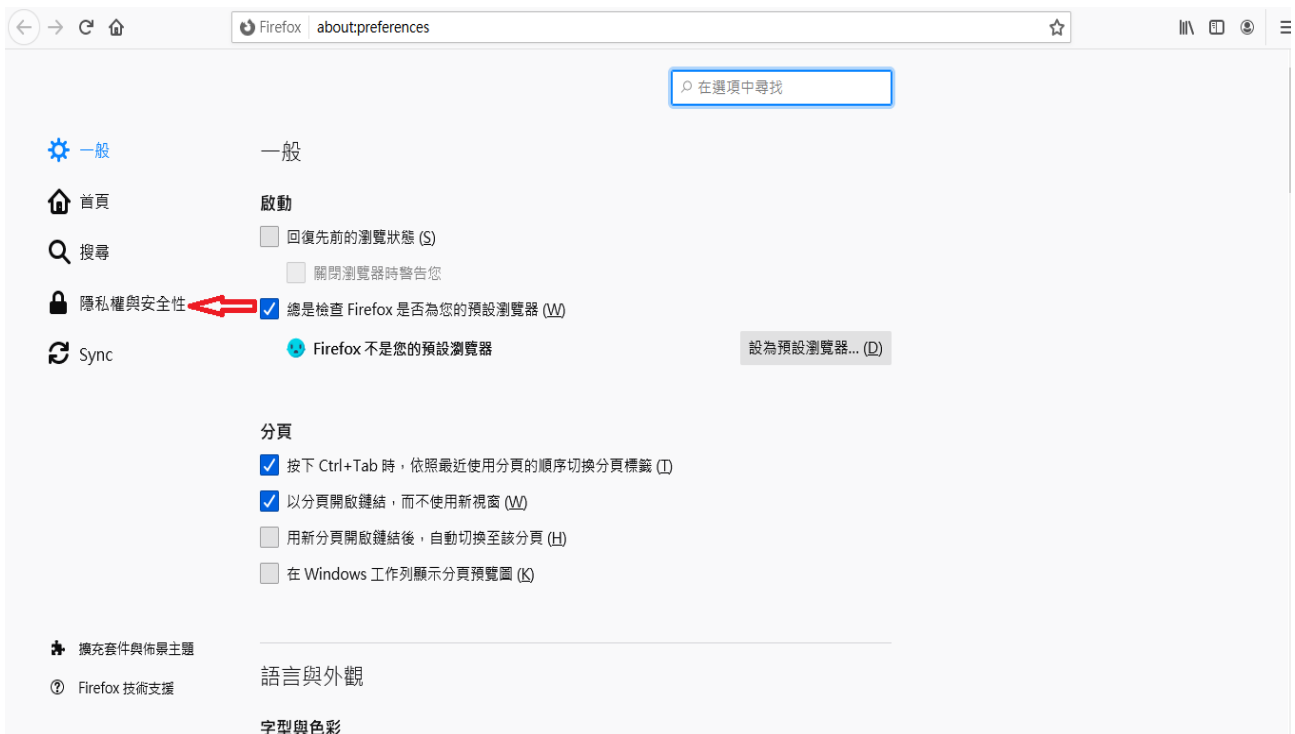 Firefox about:preferences
在選項中尋找
一般
首頁
搜尋
隱私權與安全性
Sync
擴充套件與佈景主題
Firefox 技術支援
一般
啟動
回復先前的瀏覽狀態 (S)
關閉瀏覽器時警告您
總是檢查 Firefox 是否為您的預設瀏覽器 (W)
Firefox 不是您的預設瀏覽器
設為預設瀏覽器... (D)
分頁
按下 Ctrl+Tab 時，依照最近使用分頁的順序切換分頁標籤 (T)
以分頁開啟鏈結，而不使用新視窗 (W)
用新分頁開啟鏈結後，自動切換至該分頁 (H)
在 Windows 工作列顯示分頁預覽圖 (K)
語言與外觀
字型與色彩